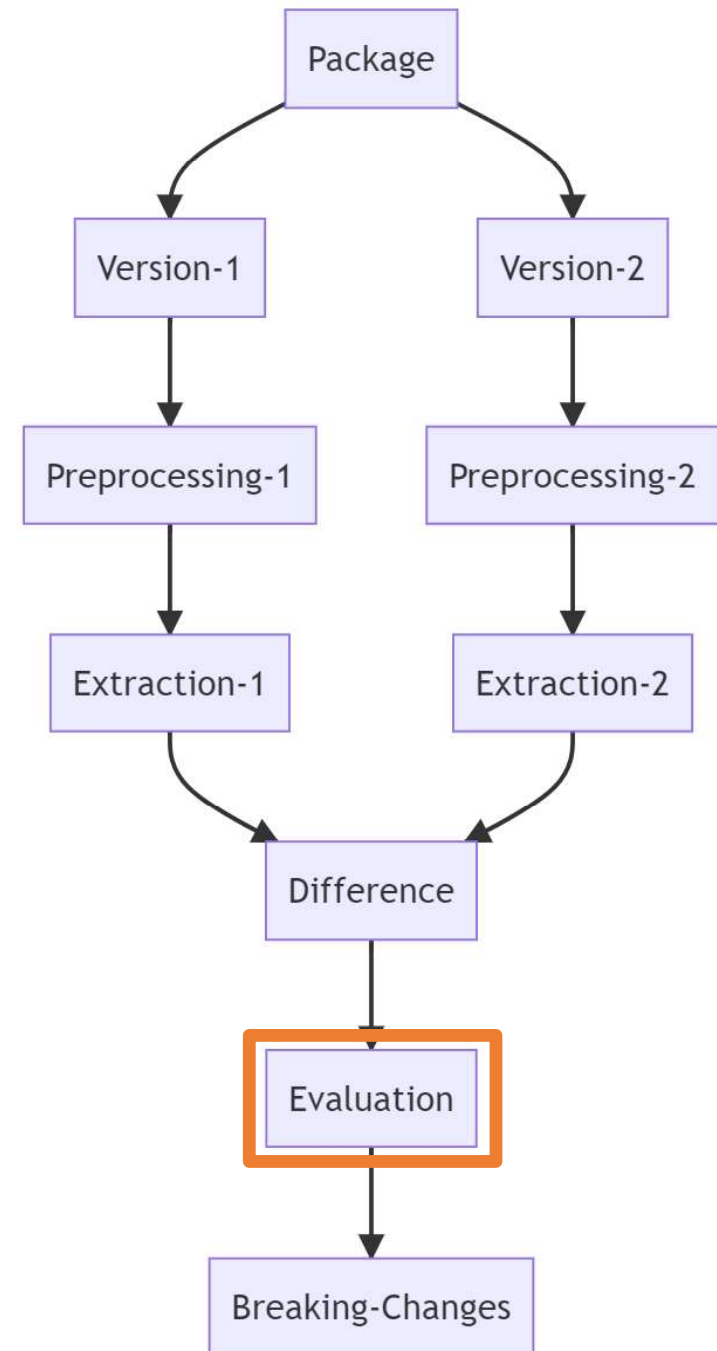 Package
Version-1
Version-2
Preprocessing-1
Preprocessing-2
Extraction-1
Extraction-2
Difference
Evaluation
Breaking-Changes